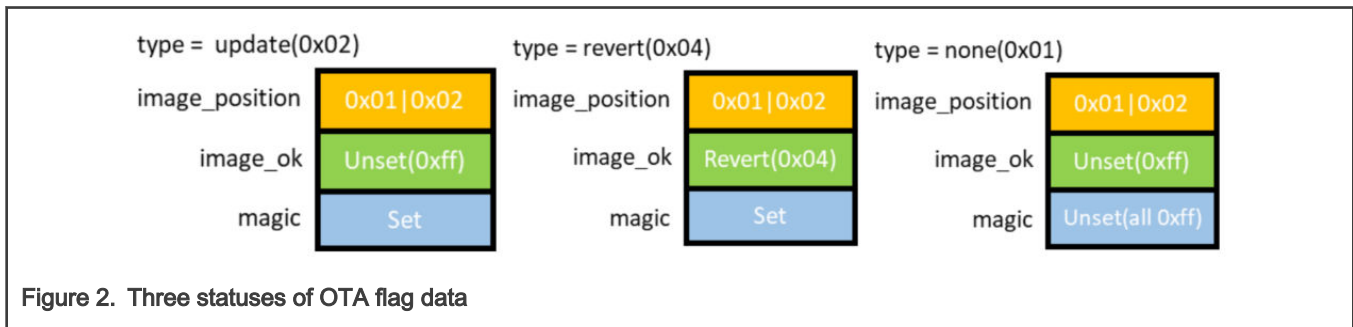 type = update(0x02)
image_position 0x01|0x02
image_ok Unset(0xff)
magic Set
type = revert(0x04)
image_position 0x01|0x02
image_ok Revert(0x04)
magic Set
type = none(0x01)
image_position 0x01|0x02
image_ok Unset(0xff)
magic Unset(all 0xff)
Figure 2. Three statuses of OTA flag data